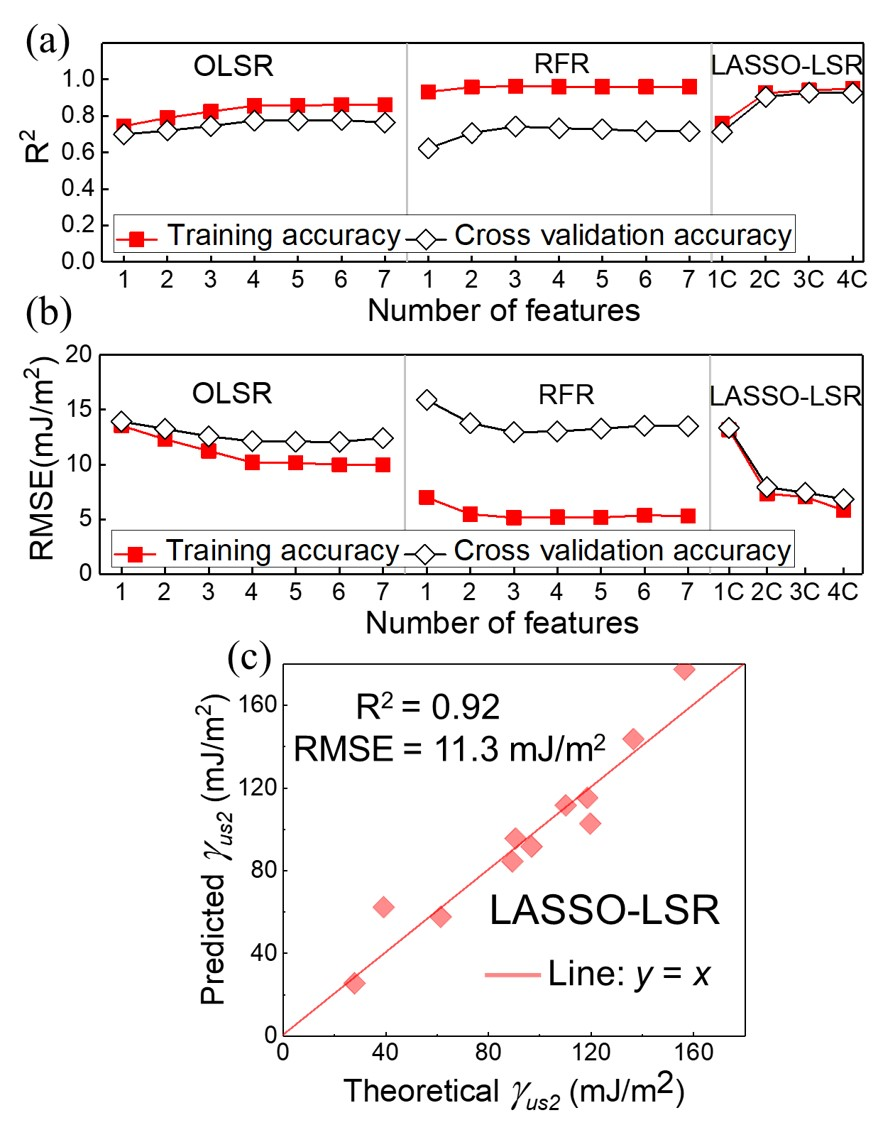 (a)
OLSR RFR LASSO-LSR
1.0
0.8
0.6
0.4
0.2
0.0
R²
Training accuracy Cross validation accuracy
1 2 3 4 5 6 7 1 2 3 4 5 6 7 1C 2C 3C 4C
Number of features
(b)
OLSR RFR LASSO-LSR
20
15
10
5
0
RMSE(mJ/m²)
Training accuracy Cross validation accuracy
1 2 3 4 5 6 7 1 2 3 4 5 6 7 1C 2C 3C 4C
Number of features
(c)
R² = 0.92
RMSE = 11.3 mJ/m²
160
120
80
40
0
Predicted γus2 (mJ/m²)
LASSO-LSR
Line: y = x
0 40 80 120 160
Theoretical γus2 (mJ/m²)